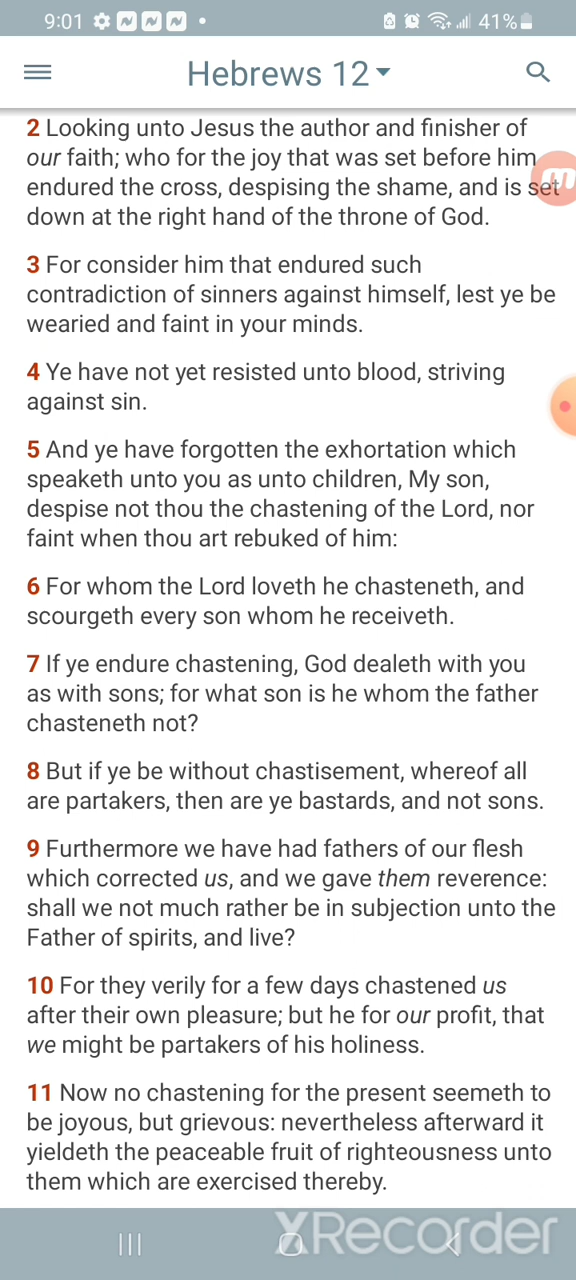 9:01 41%
Hebrews 12
2 Looking unto Jesus the author and finisher of
our faith; who for the joy that was set before him
endured the cross, despising the shame, and is set
down at the right hand of the throne of God.
3 For consider him that endured such
contradiction of sinners against himself, lest ye be
wearied and faint in your minds.
4 Ye have not yet resisted unto blood, striving
against sin.
5 And ye have forgotten the exhortation which
speaketh unto you as unto children, My son,
despise not thou the chastening of the Lord, nor
faint when thou art rebuked of him:
6 For whom the Lord loveth he chasteneth, and
scourgeth every son whom he receiveth.
7 If ye endure chastening, God dealeth with you
as with sons; for what son is he whom the father
chasteneth not?
8 But if ye be without chastisement, whereof all
are partakers, then are ye bastards, and not sons.
9 Furthermore we have had fathers of our flesh
which corrected us, and we gave them reverence:
shall we not much rather be in subjection unto the
Father of spirits, and live?
10 For they verily for a few days chastened us
after their own pleasure; but he for our profit, that
we might be partakers of his holiness.
11 Now no chastening for the present seemeth to
be joyous, but grievous: nevertheless afterward it
yieldeth the peaceable fruit of righteousness unto
them which are exercised thereby.
XRecorder